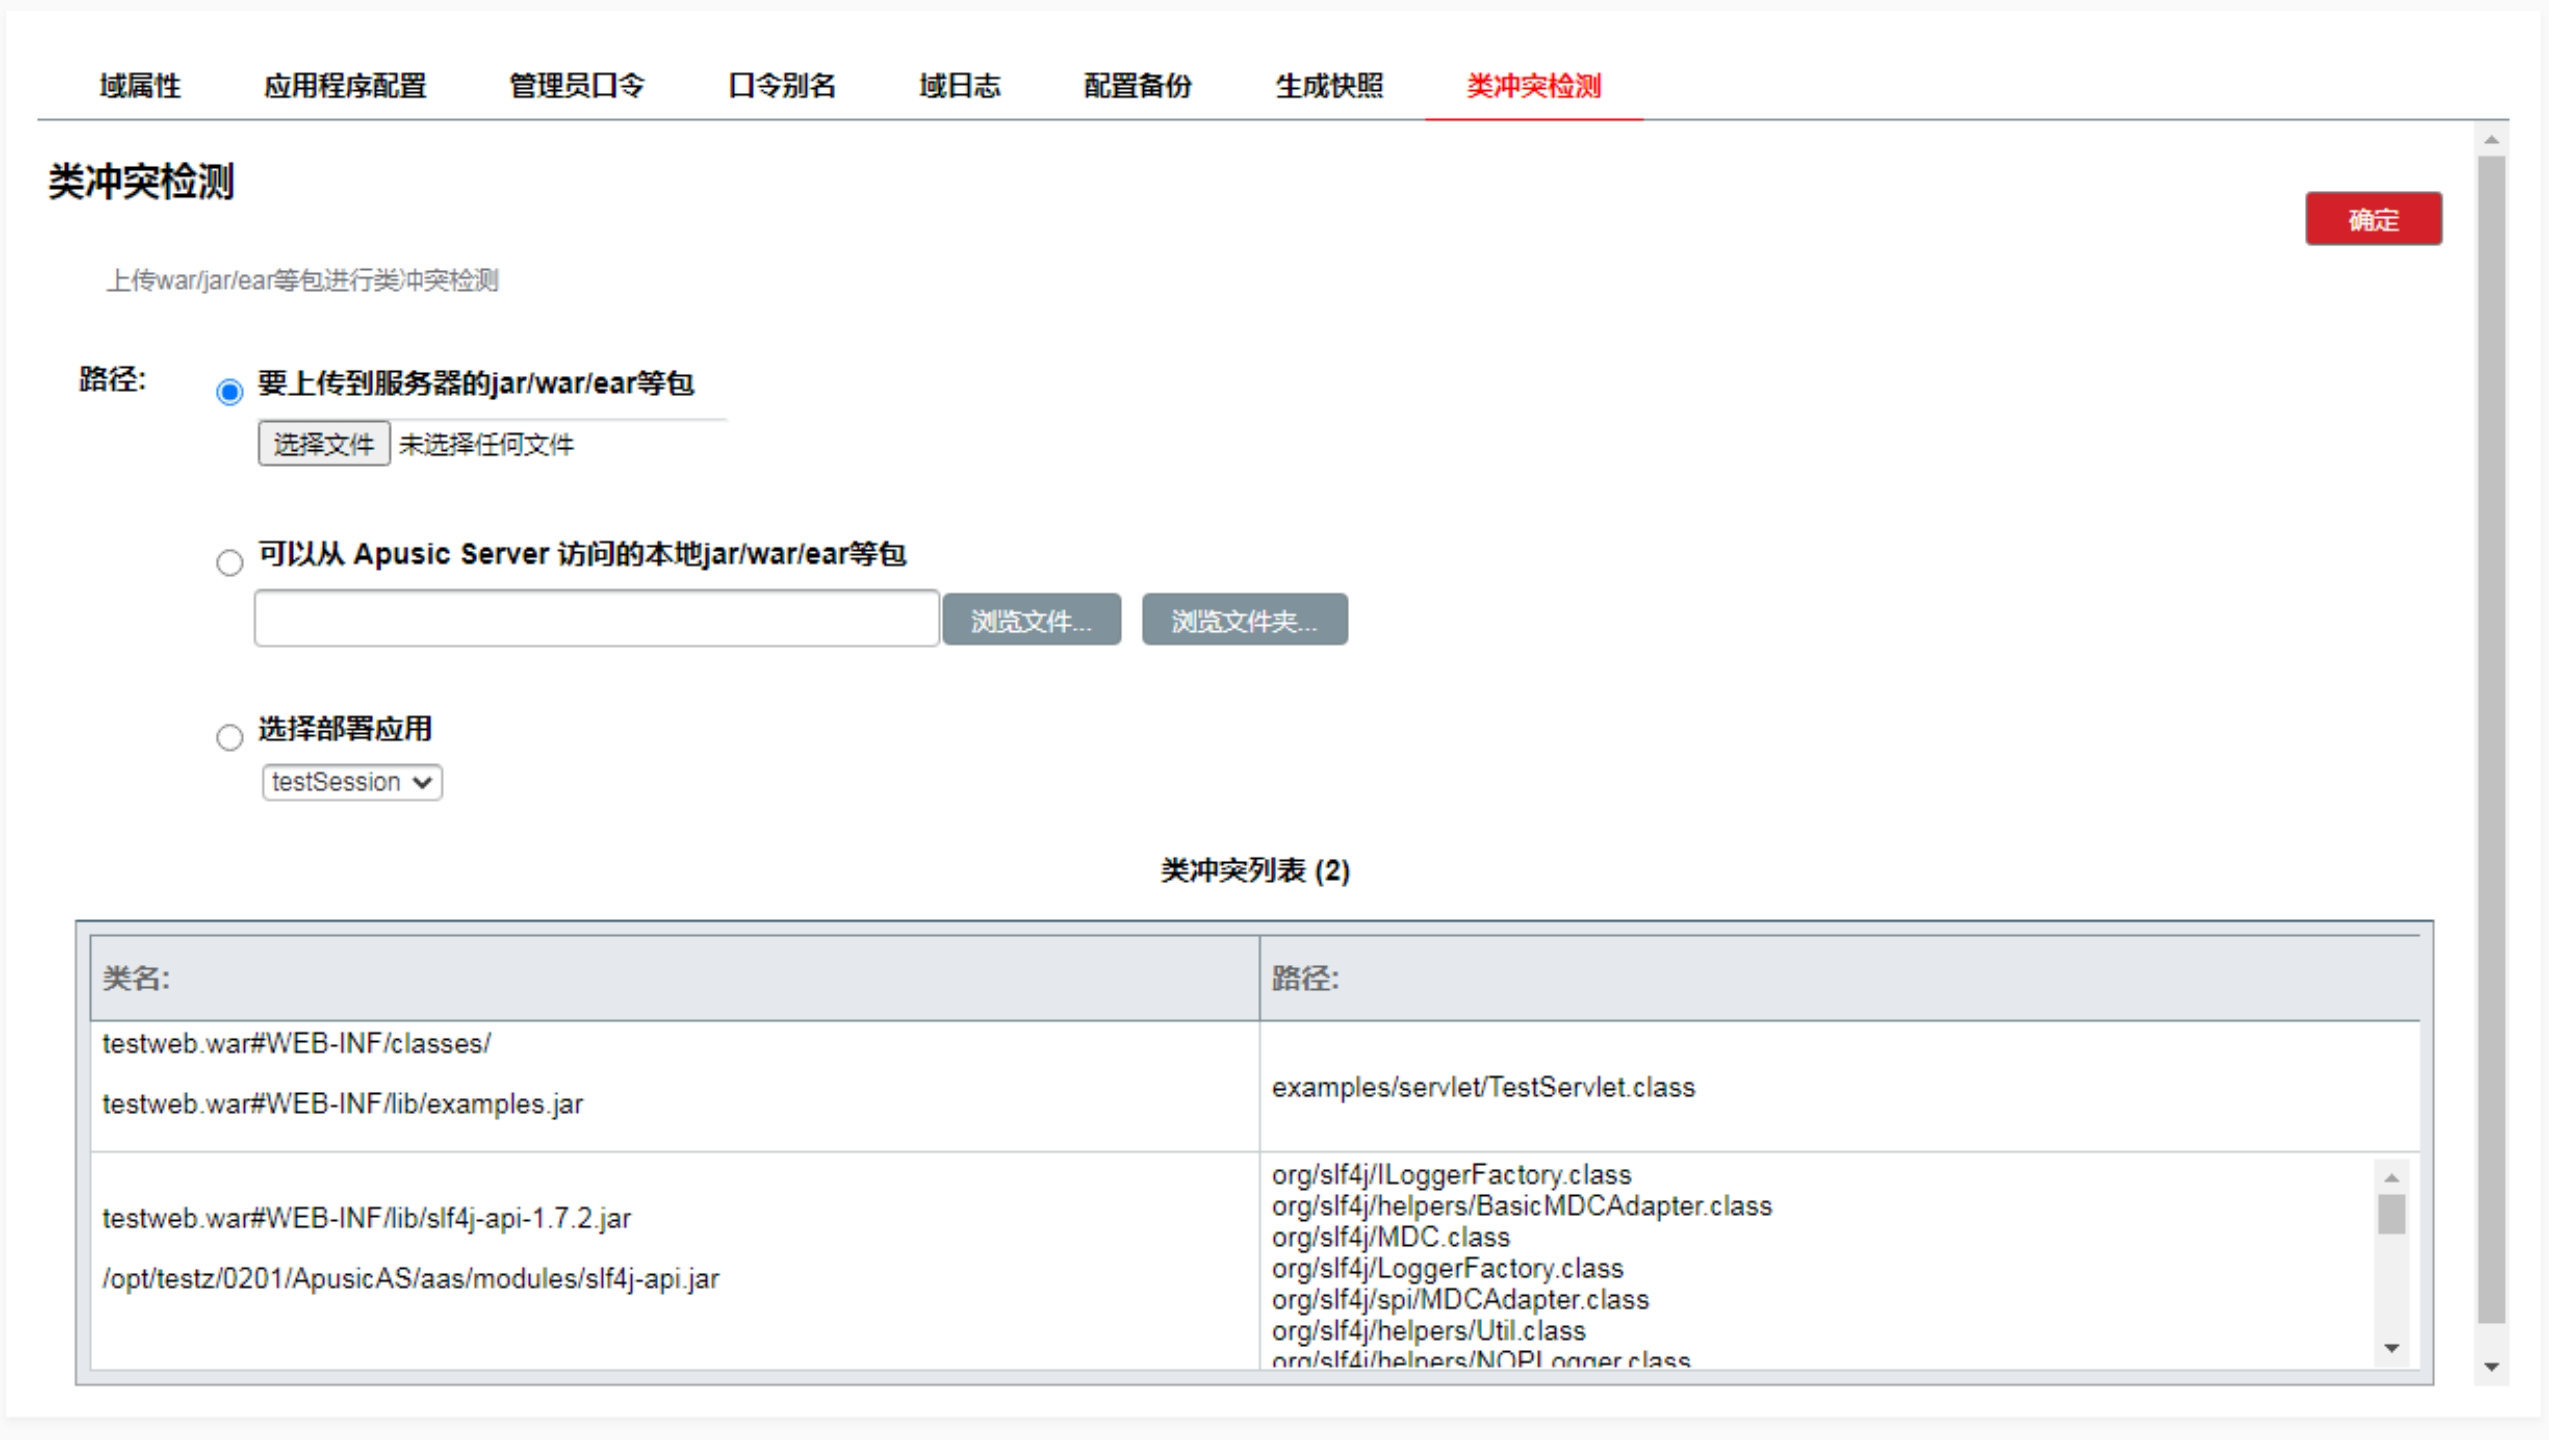 域属性 应用程序配置 管理员口令 口令别名 域日志 配置备份 生成快照 类冲突检测
类冲突检测
确定
上传war/jar/ear等包进行类冲突检测
路径:
要上传到服务器的jar/war/ear等包
选择文件 未选择任何文件
可以从 Apusic Server 访问的本地jar/war/ear等包
浏览文件... 浏览文件夹...
选择部署应用
testSession
类冲突列表 (2)
类名: 路径:
testweb.war#WEB-INF/classes/
testweb.war#WEB-INF/lib/examples.jar
examples/servlet/TestServlet.class
testweb.war#WEB-INF/lib/slf4j-api-1.7.2.jar
/opt/testz/0201/ApusicAS/aas/modules/slf4j-api.jar
org/slf4j/ILoggerFactory.class
org/slf4j/helpers/BasicMDCAdapter.class
org/slf4j/MDC.class
org/slf4j/LoggerFactory.class
org/slf4j/spi/MDCAdapter.class
org/slf4j/helpers/Util.class
org/slf4j/helpers/NOPLogger.class